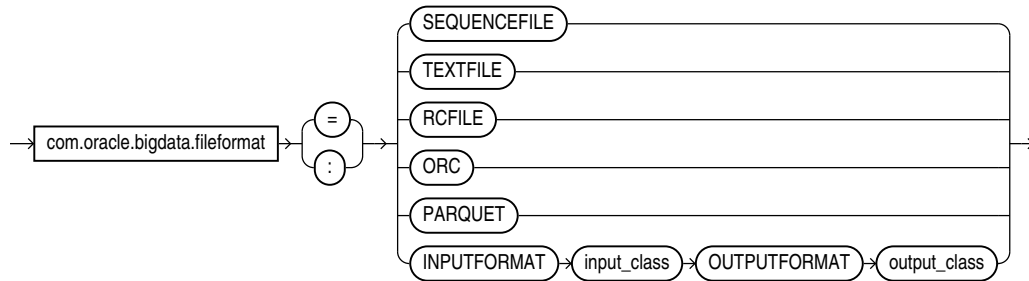 SEQUENCEFILE
TEXTFILE
RCFILE
com.oracle.bigdata.fileformat = :
ORC
PARQUET
INPUTFORMAT input_class OUTPUTFORMAT output_class